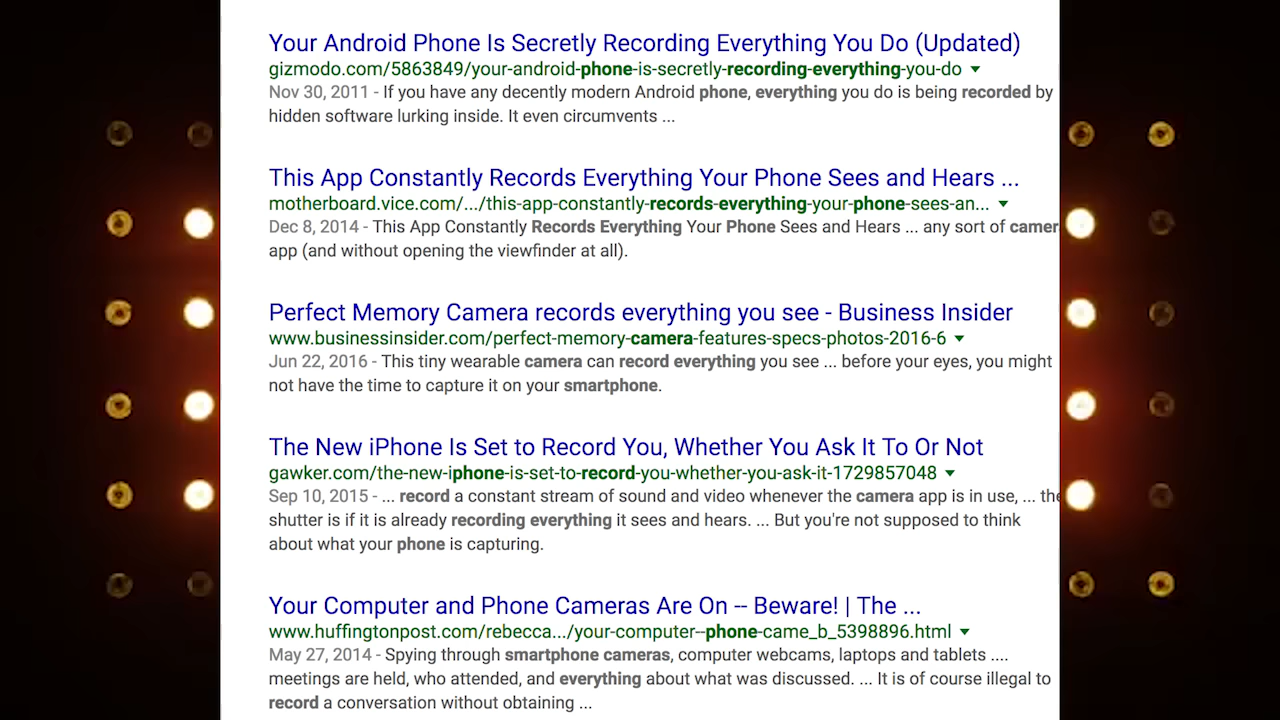 Your Android Phone Is Secretly Recording Everything You Do (Updated)
gizmodo.com/5863849/your-android-phone-is-secretly-recording-everything-you-do
Nov 30, 2011 - If you have any decently modern Android phone, everything you do is being recorded by
hidden software lurking inside. It even circumvents ...
This App Constantly Records Everything Your Phone Sees and Hears ...
motherboard.vice.com/.../this-app-constantly-records-everything-your-phone-sees-an...
Dec 8, 2014 - This App Constantly Records Everything Your Phone Sees and Hears ... any sort of camer
app (and without opening the viewfinder at all).
Perfect Memory Camera records everything you see - Business Insider
www.businessinsider.com/perfect-memory-camera-features-specs-photos-2016-6
Jun 22, 2016 - This tiny wearable camera can record everything you see ... before your eyes, you might
not have the time to capture it on your smartphone.
The New iPhone Is Set to Record You, Whether You Ask It To Or Not
gawker.com/the-new-iphone-is-set-to-record-you-whether-you-ask-it-1729857048
Sep 10, 2015 - ... record a constant stream of sound and video whenever the camera app is in use, ... the
shutter is if it is already recording everything it sees and hears. ... But you're not supposed to think
about what your phone is capturing.
Your Computer and Phone Cameras Are On -- Beware! | The ...
www.huffingtonpost.com/rebecca.../your-computer--phone-came_b_5398896.html
May 27, 2014 - Spying through smartphone cameras, computer webcams, laptops and tablets ....
meetings are held, who attended, and everything about what was discussed. ... It is of course illegal to
record a conversation without obtaining ...